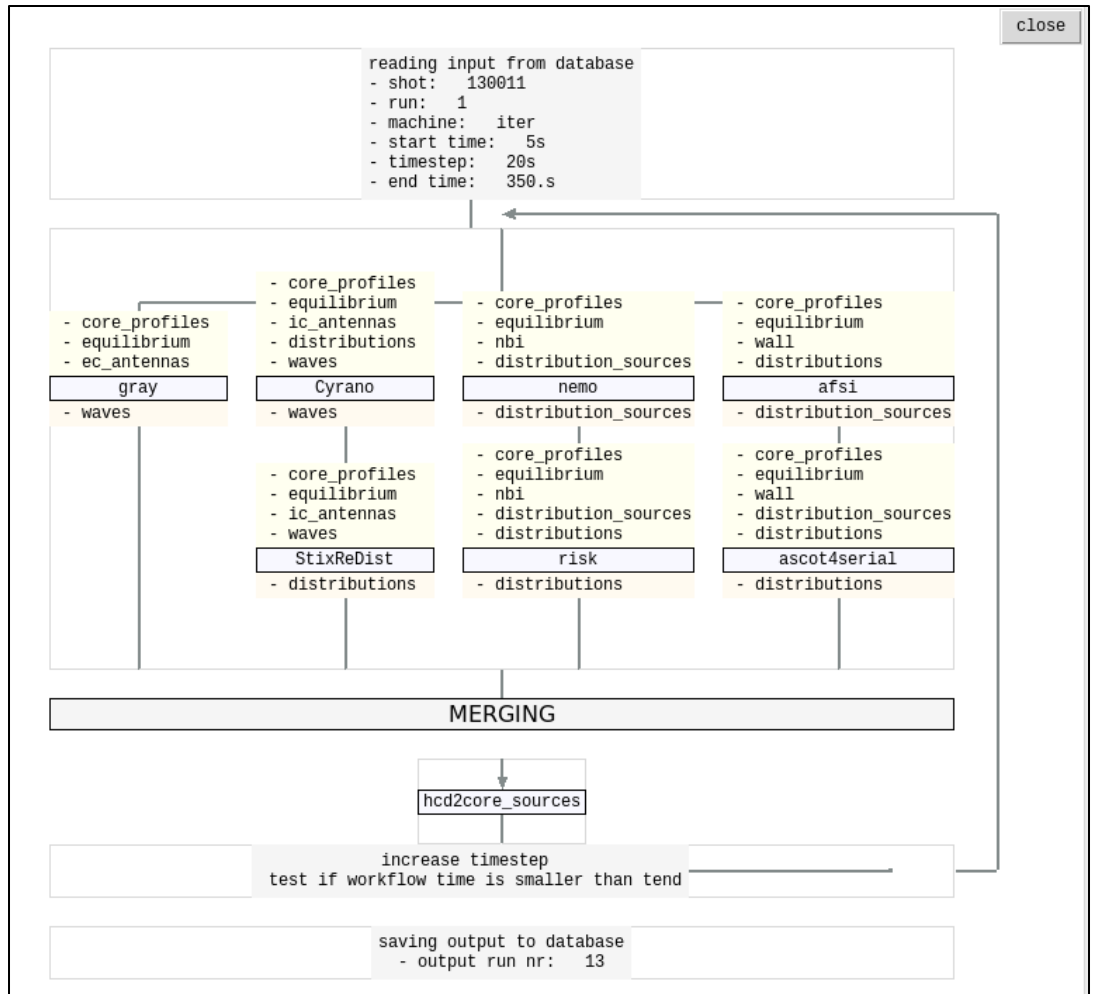 close
reading input from database
- shot: 130011
- run: 1
- machine: iter
- start time: 5s
- timestep: 20s
- end time: 350.s
- core_profiles
- equilibrium
- ec_antennas
gray
- waves
- core_profiles
- equilibrium
- ic_antennas
- distributions
- waves
Cyrano
- waves
- core_profiles
- equilibrium
- ic_antennas
- waves
StixReDist
- distributions
- core_profiles
- equilibrium
- nbi
- distribution_sources
nemo
- distribution_sources
- core_profiles
- equilibrium
- nbi
- distribution_sources
- distributions
risk
- distributions
- core_profiles
- equilibrium
- wall
- distributions
afsi
- distribution_sources
- core_profiles
- equilibrium
- wall
- distribution_sources
- distributions
ascot4serial
- distributions
MERGING
hcd2core_sources
increase timestep
test if workflow time is smaller than tend
saving output to database
- output run nr: 13